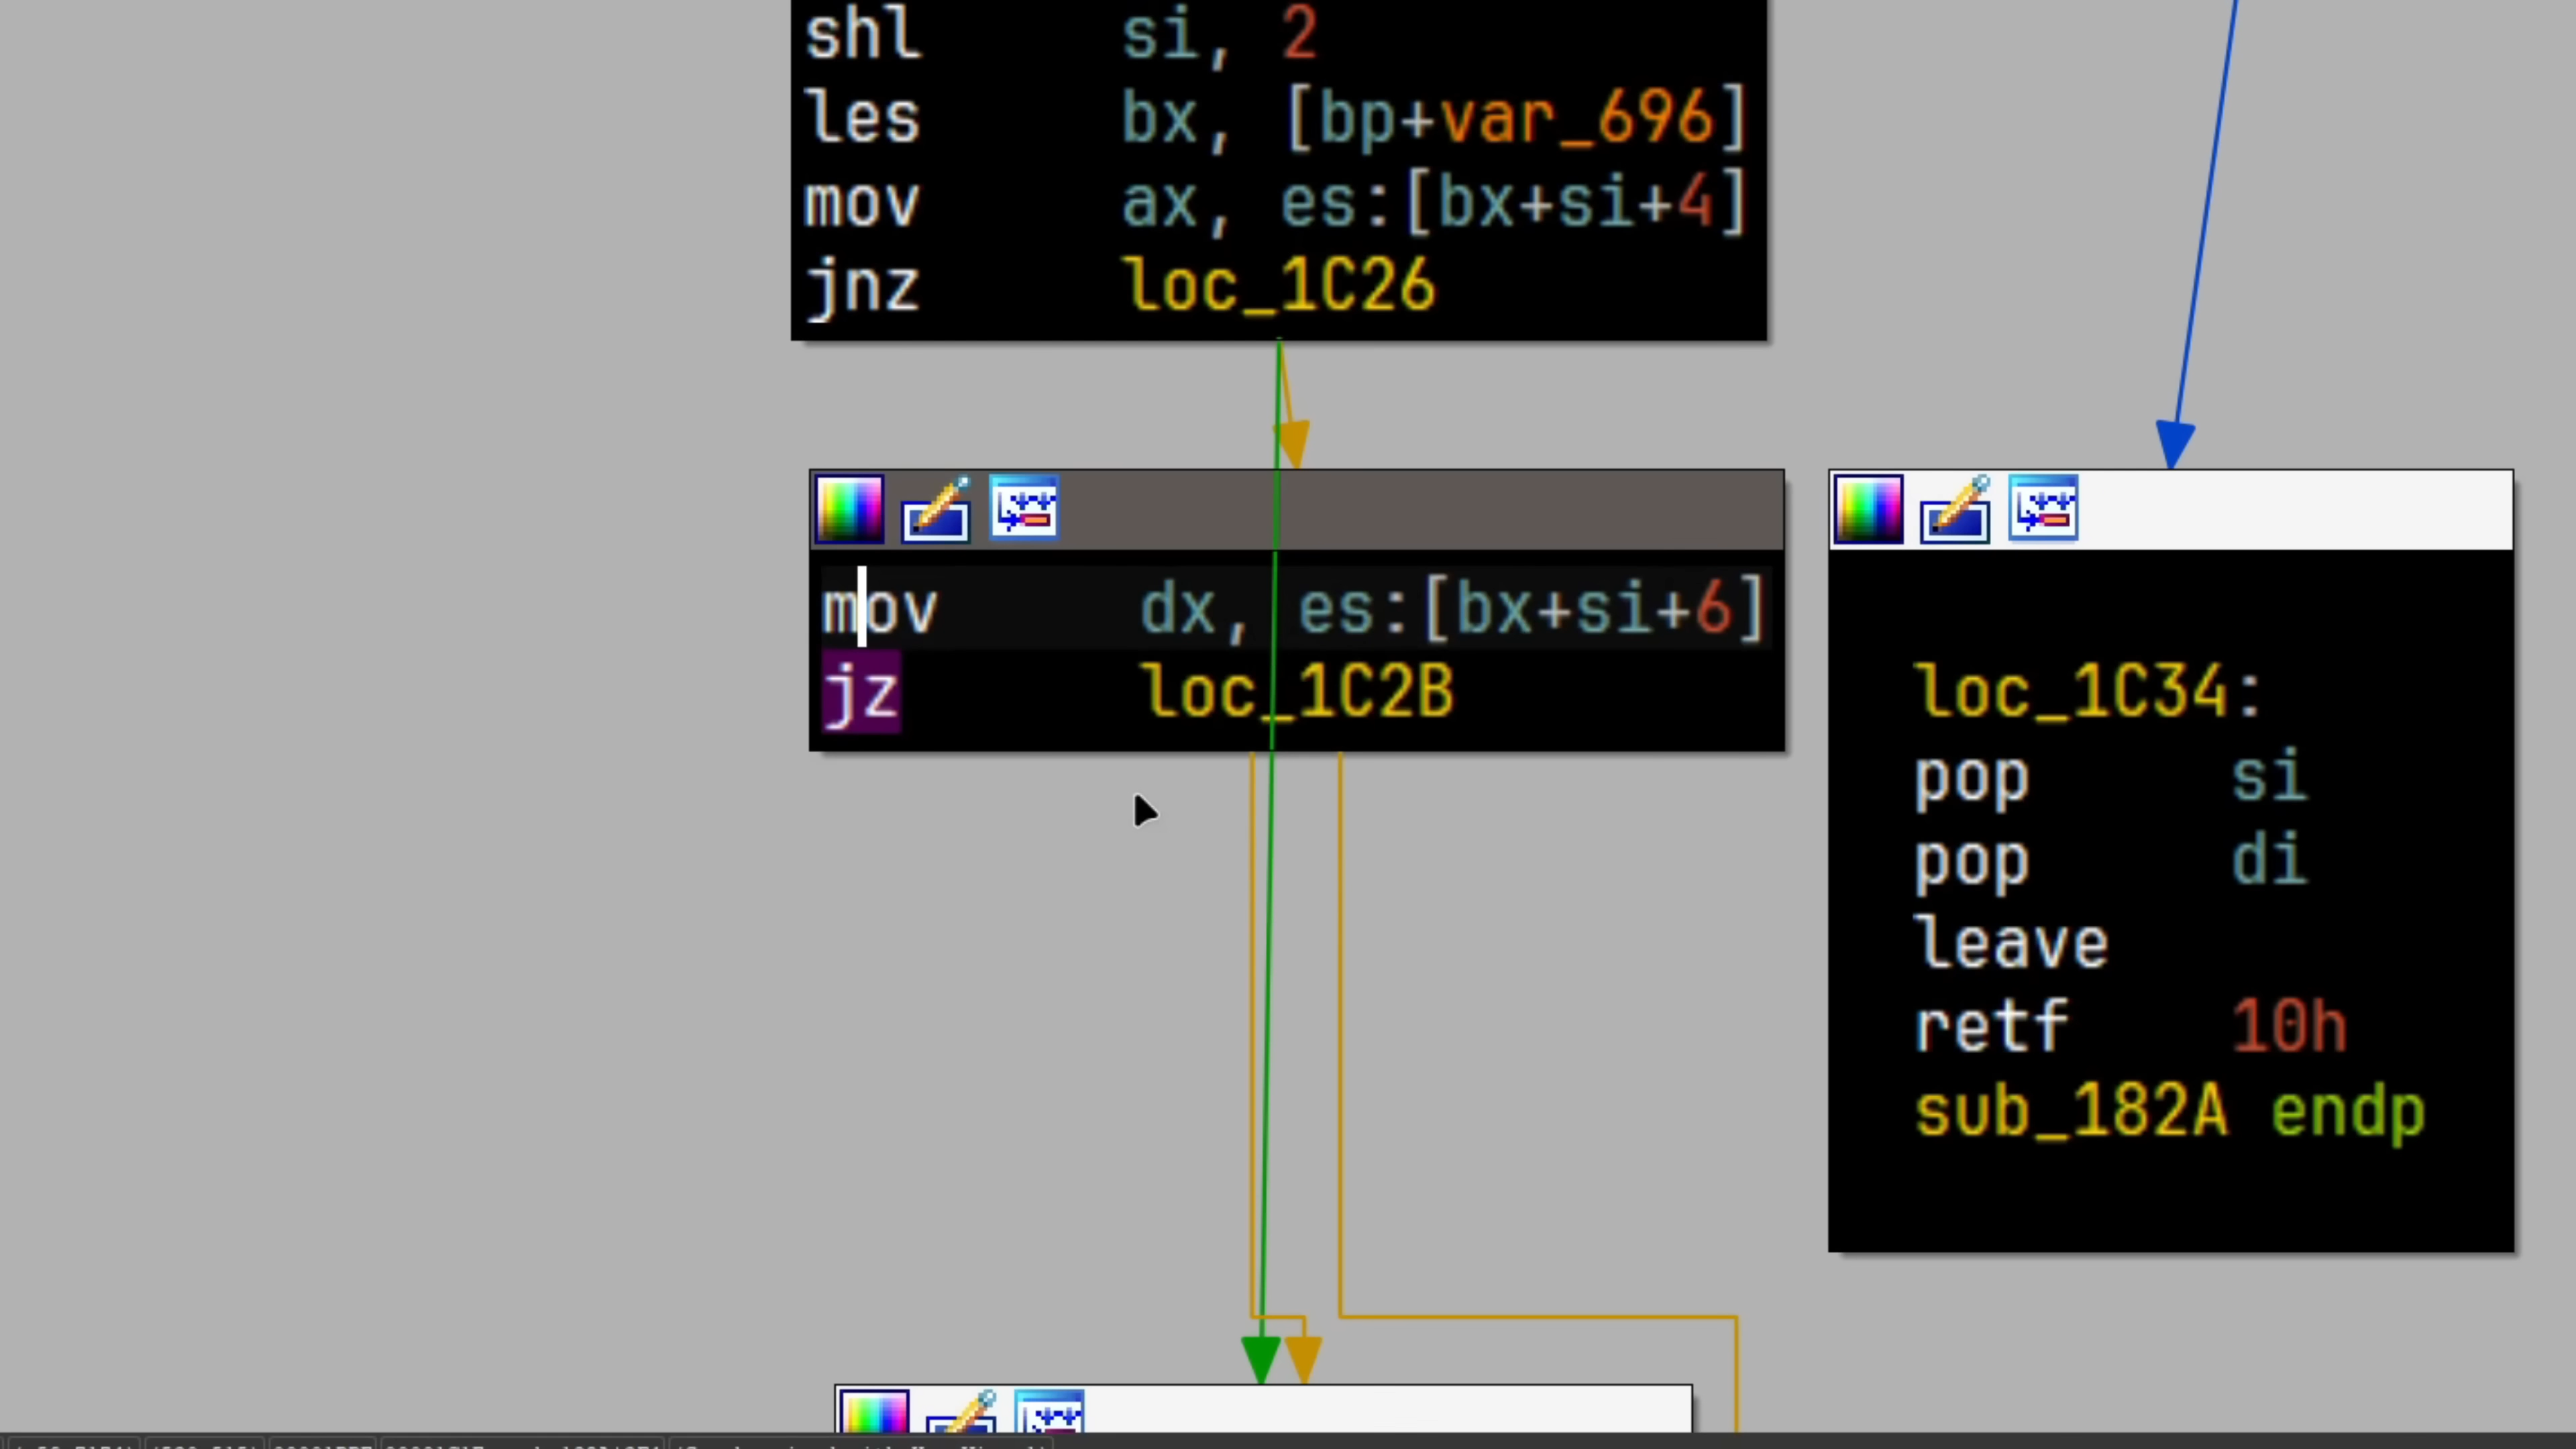 shl si, 2
les bx, [bp+var_696]
mov ax, es:[bx+si+4]
jnz loc_1C26
mov dx, es:[bx+si+6]
jz loc_1C2B
loc_1C34:
pop si
pop di
leave
retf 10h
sub_182A endp